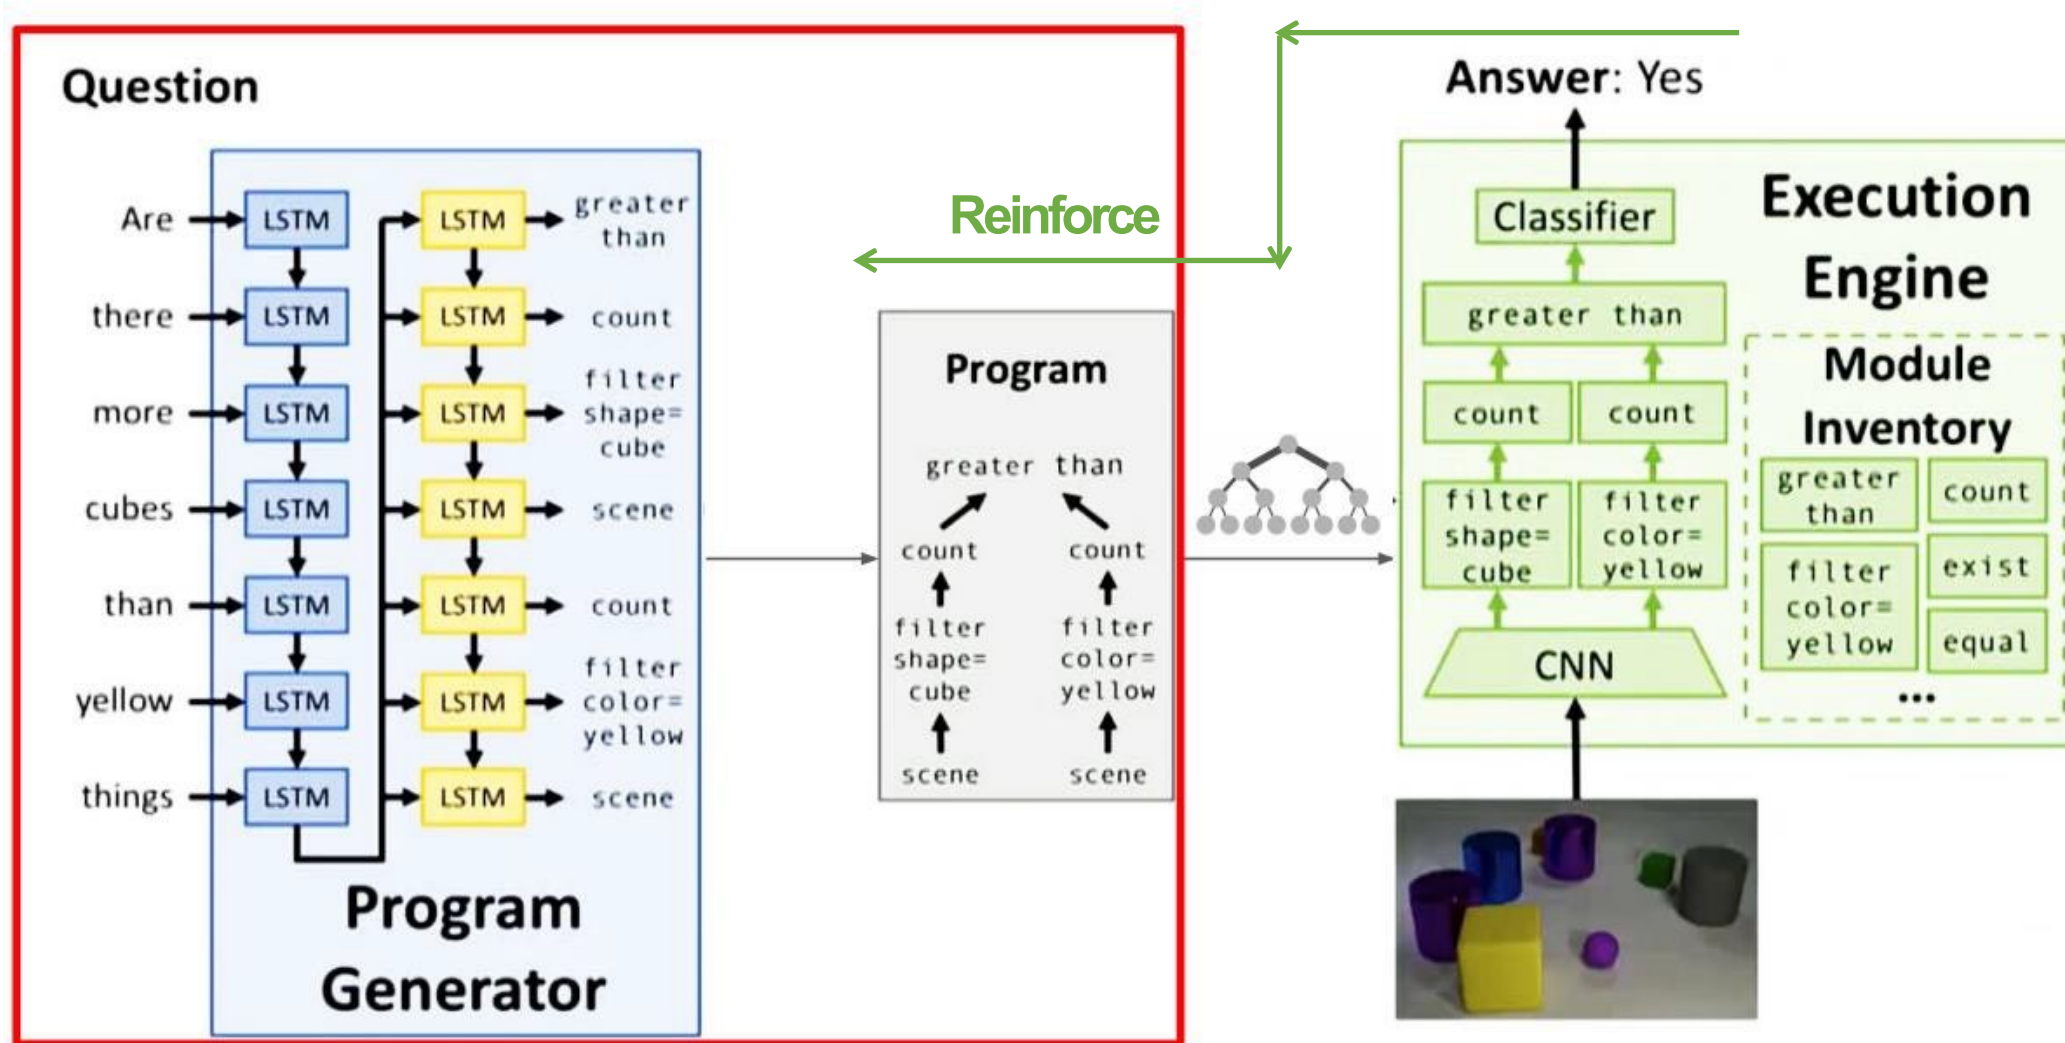 Question
Are
there
more
cubes
than
yellow
things
LSTM
LSTM
LSTM
LSTM
LSTM
LSTM
LSTM
LSTM
LSTM
LSTM
LSTM
LSTM
LSTM
LSTM
greater
than
count
filter
shape=
cube
scene
count
filter
color=
yellow
scene
Program
Generator
Reinforce
Program
greater than
count count
filter filter
shape= color=
cube yellow
scene scene
Answer: Yes
Execution
Engine
Classifier
greater than
count count
filter
shape=
cube
filter
color=
yellow
CNN
Module
Inventory
greater
than
count
filter
color=
yellow
exist
equal
...